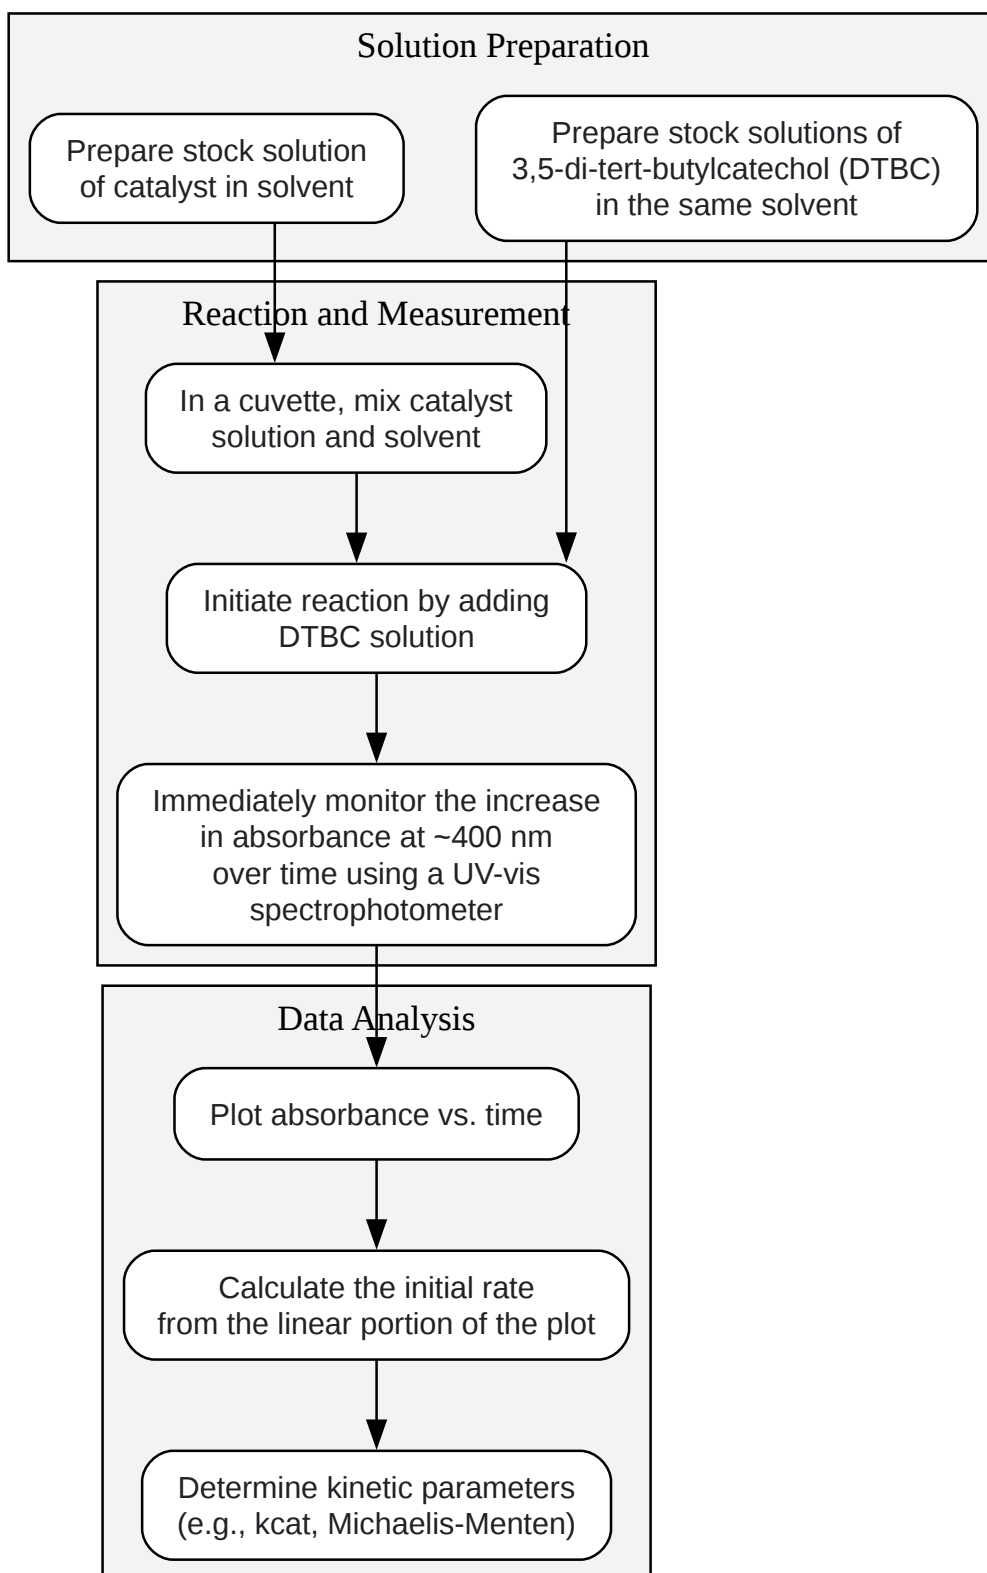 Solution Preparation
Prepare stock solution
of catalyst in solvent
Prepare stock solutions of
3,5-di-tert-butylcatechol (DTBC)
in the same solvent
Reaction and Measurement
In a cuvette, mix catalyst
solution and solvent
Initiate reaction by adding
DTBC solution
Immediately monitor the increase
in absorbance at ~400 nm
over time using a UV-vis
spectrophotometer
Data Analysis
Plot absorbance vs. time
Calculate the initial rate
from the linear portion of the plot
Determine kinetic parameters
(e.g., kcat, Michaelis-Menten)